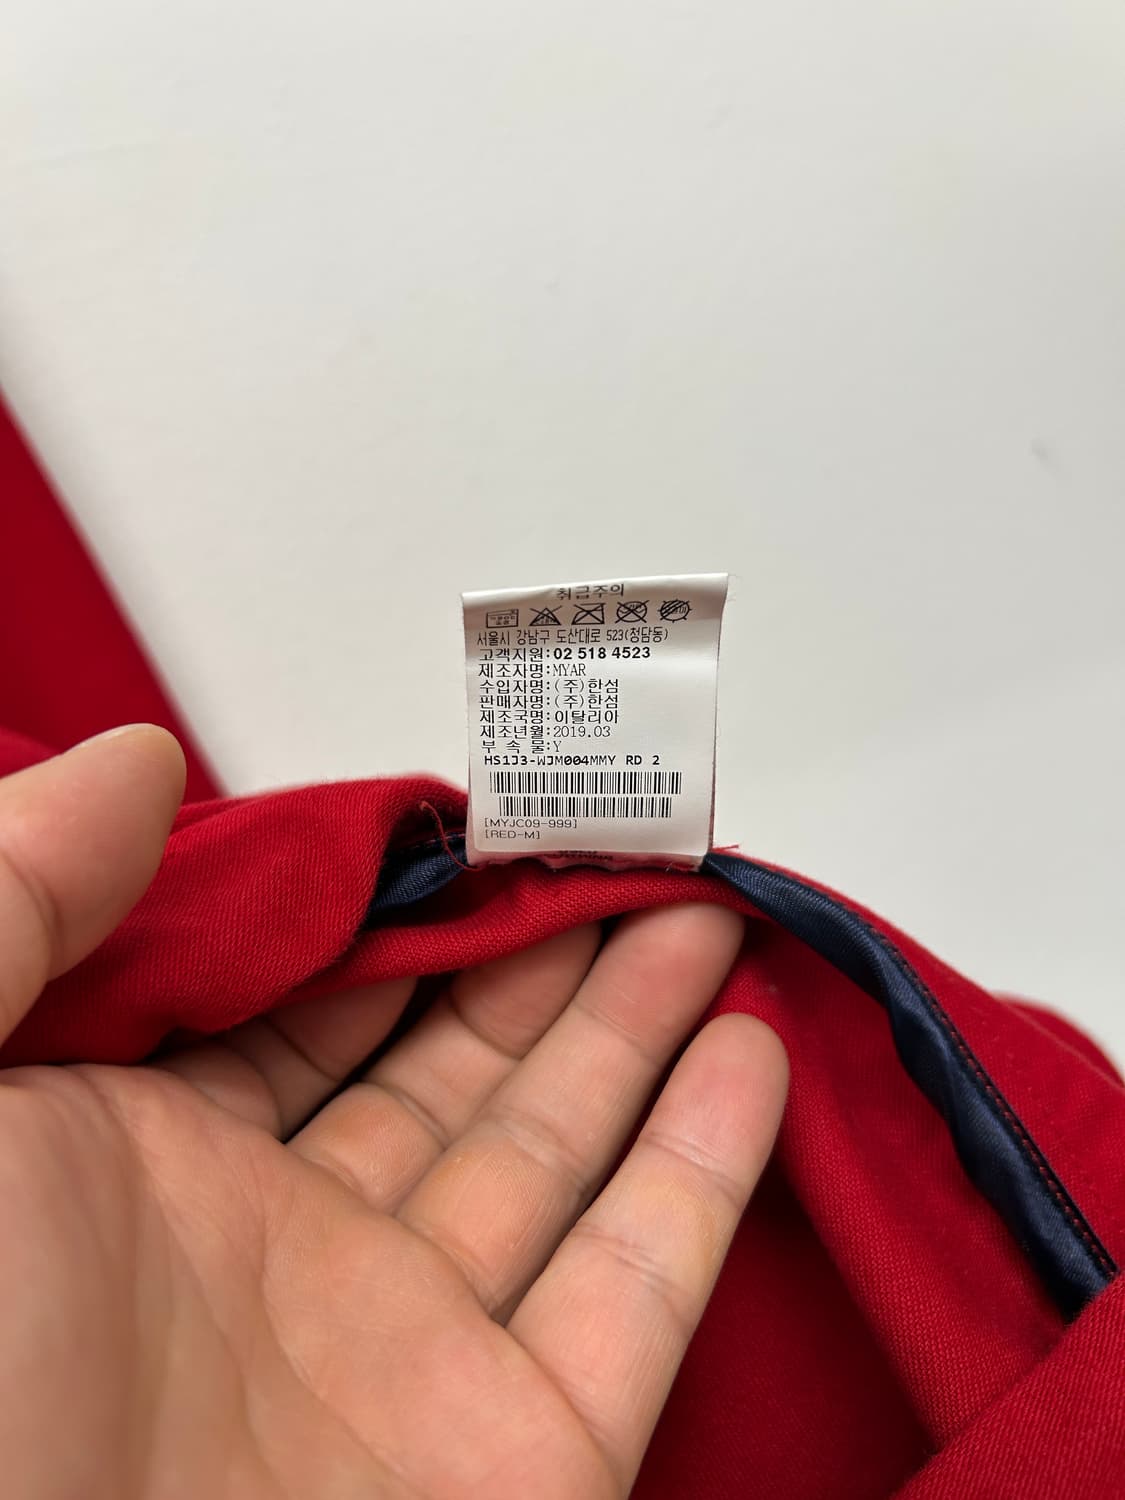 취급주의
서울시 강남구 도산대로 523(청담동)
고객지원:02 518 4523
제조자명:MYAR
수입자명:(주)한섬
판매자명:(주)한섬
제조국명:이탈리아
제조년월:2019.03
부 속 물:Y
HS1J3-WJM004MMY RD 2
[MYJC09-999]
[RED-M]